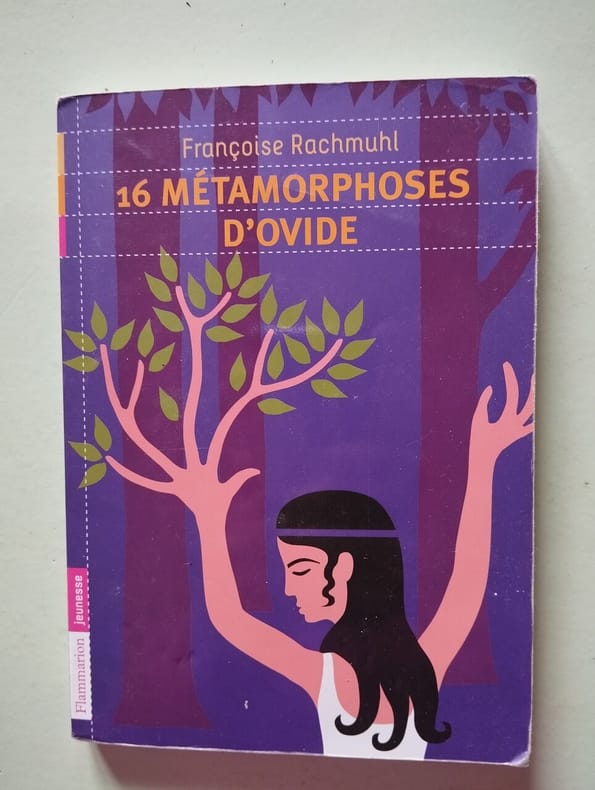 Françoise Rachmuhl
16 MÉTAMORPHOSES
D'OVIDE
Flammarion jeunesse